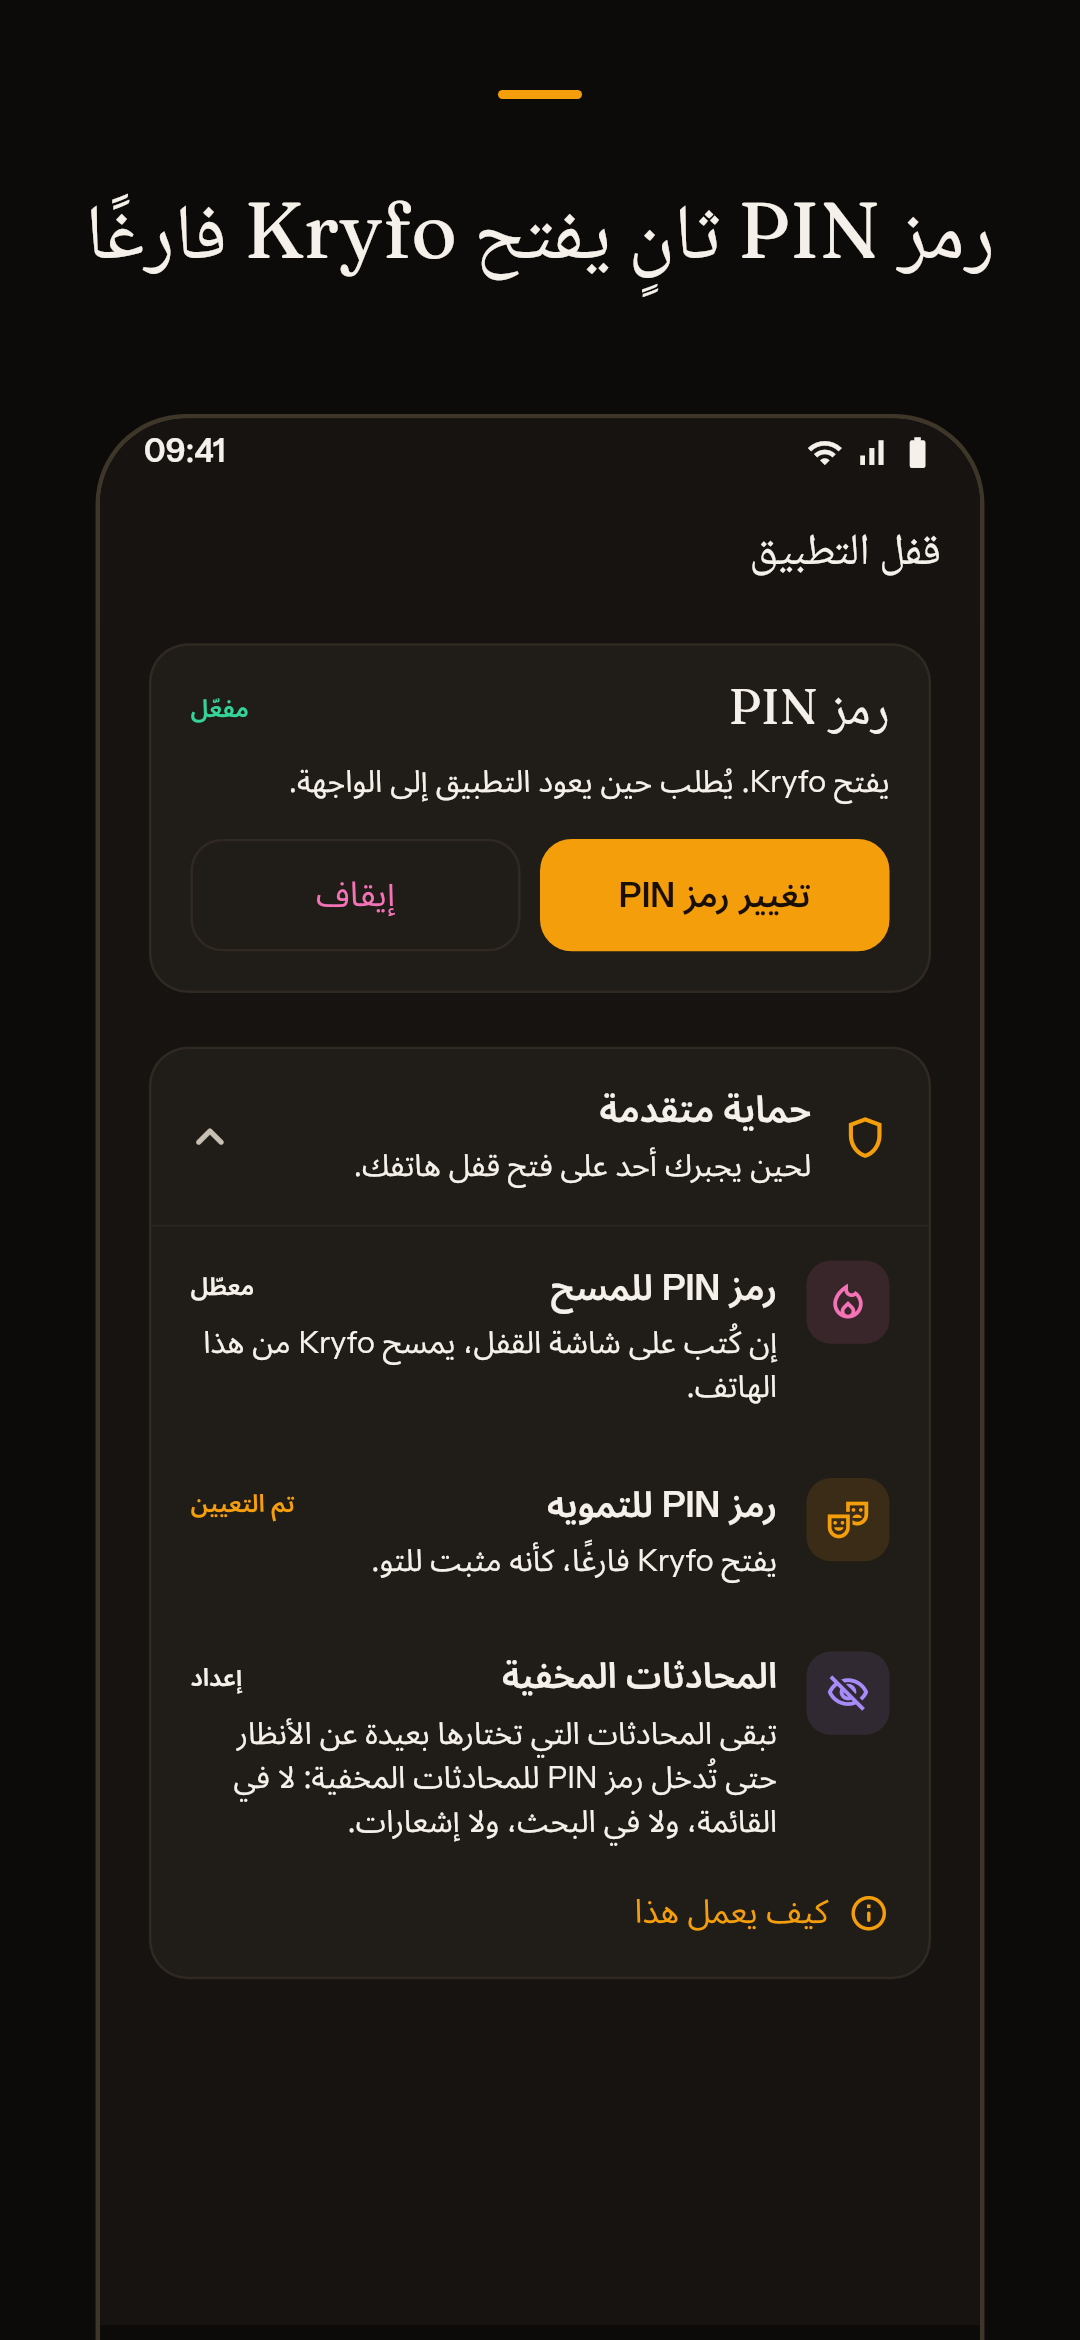 رمز PIN ثانٍ يفتح Kryfo فارغًا
09:41
قفل التطبيق
رمز PIN
مفعّل
يفتح Kryfo. يُطلب حين يعود التطبيق إلى الواجهة.
تغيير رمز PIN
إيقاف
حماية متقدمة
لحين يجبرك أحد على فتح قفل هاتفك.
رمز PIN للمسح
معطّل
إن كُتب على شاشة القفل، يمسح Kryfo من هذا
الهاتف.
رمز PIN للتمويه
تم التعيين
يفتح Kryfo فارغًا، كأنه مثبت للتو.
المحادثات المخفية
إعداد
تبقى المحادثات التي تختارها بعيدة عن الأنظار
حتى تُدخل رمز PIN للمحادثات المخفية: لا في
القائمة، ولا في البحث، ولا إشعارات.
كيف يعمل هذا